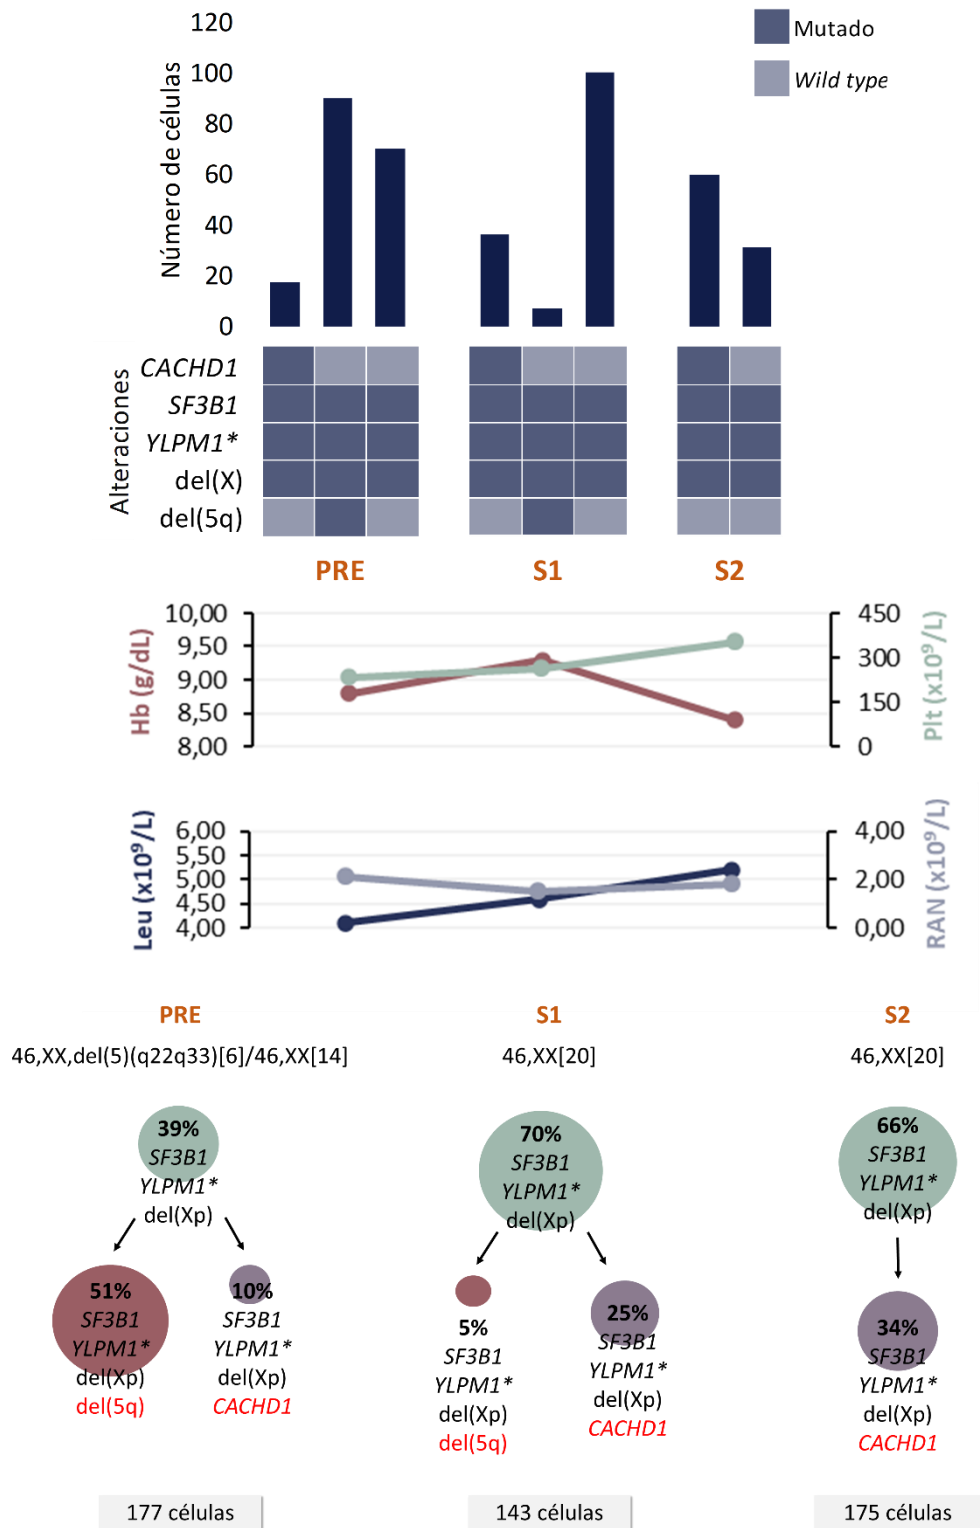 120
100
80
60
40
20
0
Número de células
Mutado
Wild type
Alteraciones
CACHD1
SF3B1
YLPM1*
del(X)
del(5q)
PRE S1 S2
Hb (g/dL)
10,00
9,50
9,00
8,50
8,00
450
300
150
0
Plt (x10⁹/L)
Leu (x10⁹/L)
6,00
5,50
5,00
4,50
4,00
4,00
2,00
0,00
RAN (x10⁹/L)
PRE S1 S2
46,XX,del(5)(q22q33)[6]/46,XX[14] 46,XX[20] 46,XX[20]
39%
SF3B1
YLPM1*
del(Xp)
51%
SF3B1
YLPM1*
del(Xp)
del(5q)
10%
SF3B1
YLPM1*
del(Xp)
CACHD1
177 células
70%
SF3B1
YLPM1*
del(Xp)
5%
SF3B1
YLPM1*
del(Xp)
del(5q)
25%
SF3B1
YLPM1*
del(Xp)
CACHD1
143 células
66%
SF3B1
YLPM1*
del(Xp)
34%
SF3B1
YLPM1*
del(Xp)
CACHD1
175 células